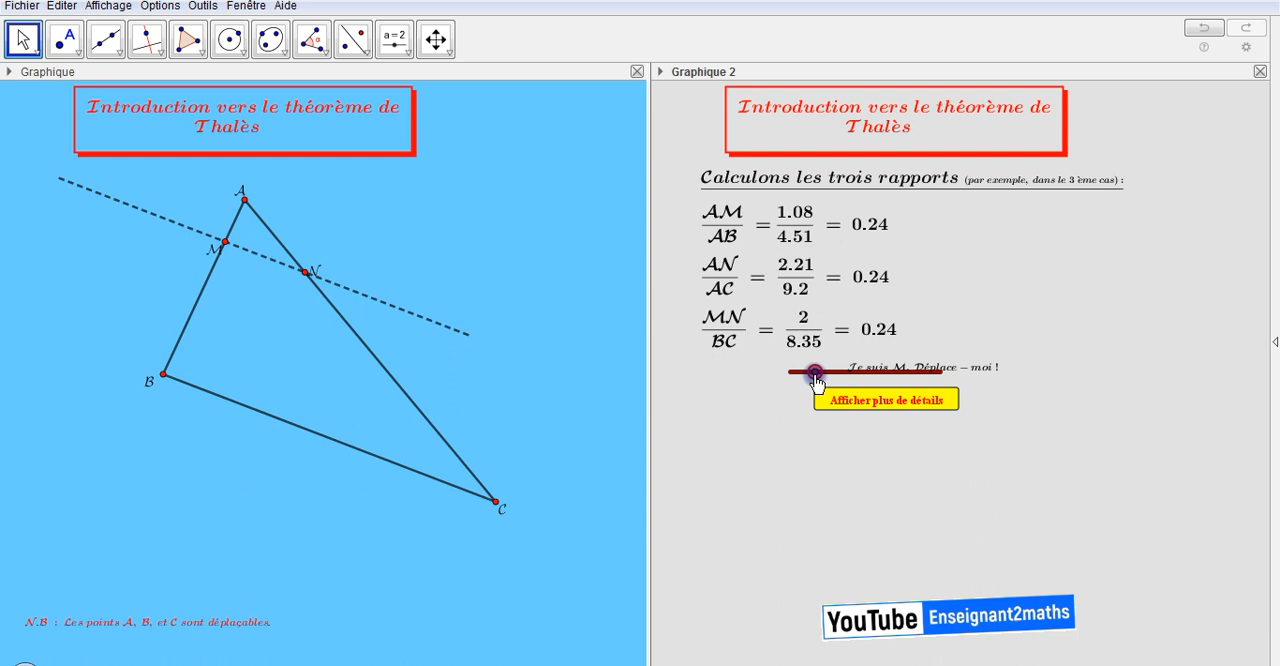 Fichier Editer Affichage Options Outils Fenêtre Aide
A
α
a = 2
Graphique
Introduction vers le théorème de
Thalès
A
M
N
B
C
N.B : Les points A, B, et C sont déplaçables.
Graphique 2
Introduction vers le théorème de
Thalès
Calculons les trois rapports (par exemple, dans le 3 ème cas) :
AM/AB = 1.08/4.51 = 0.24
AN/AC = 2.21/9.2 = 0.24
MN/BC = 2/8.35 = 0.24
Je suis M. Déplace – moi !
Afficher plus de détails
YouTube Enseignant2maths